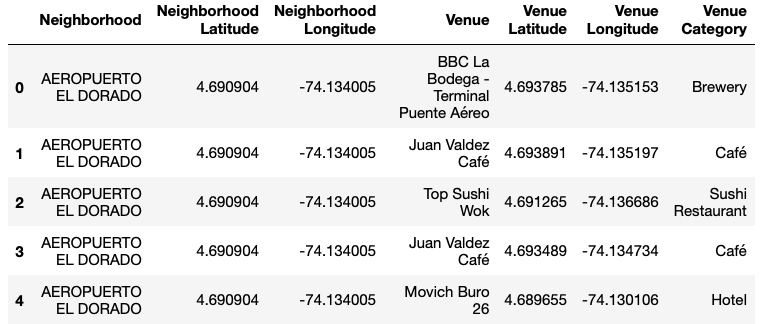 Neighborhood Neighborhood Latitude Neighborhood Longitude Venue Venue Latitude Venue Longitude Venue Category
0 AEROPUERTO EL DORADO 4.690904 -74.134005 BBC La Bodega - Terminal Puente Aéreo 4.693785 -74.135153 Brewery
1 AEROPUERTO EL DORADO 4.690904 -74.134005 Juan Valdez Café 4.693891 -74.135197 Café
2 AEROPUERTO EL DORADO 4.690904 -74.134005 Top Sushi Wok 4.691265 -74.136686 Sushi Restaurant
3 AEROPUERTO EL DORADO 4.690904 -74.134005 Juan Valdez Café 4.693489 -74.134734 Café
4 AEROPUERTO EL DORADO 4.690904 -74.134005 Movich Buro 26 4.689655 -74.130106 Hotel